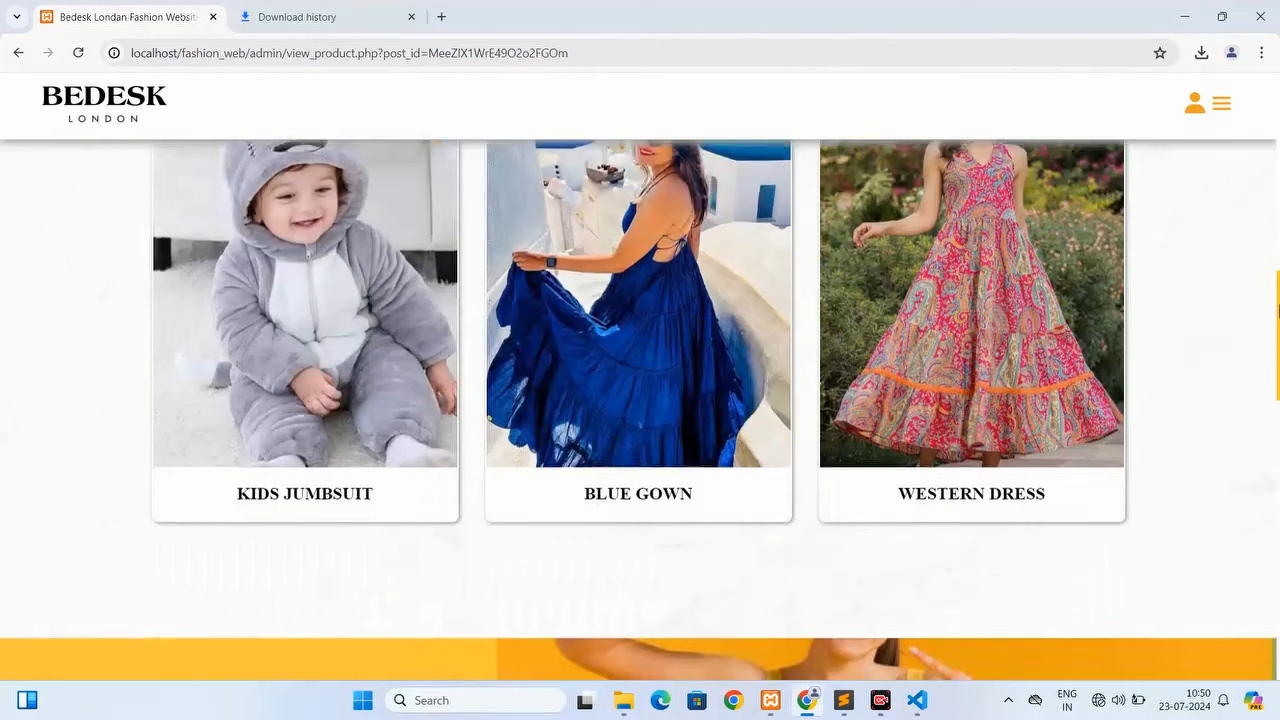 Bedesk Londan Fashion Websit
Download history
localhost/fashion_web/admin/view_product.php?post_id=MeeZIX1WrE49O2o2FGOm
BEDESK
LONDON
KIDS JUMBSUIT
BLUE GOWN
WESTERN DRESS
Search
ENG
IN
10:50
23-07-2024
PRE